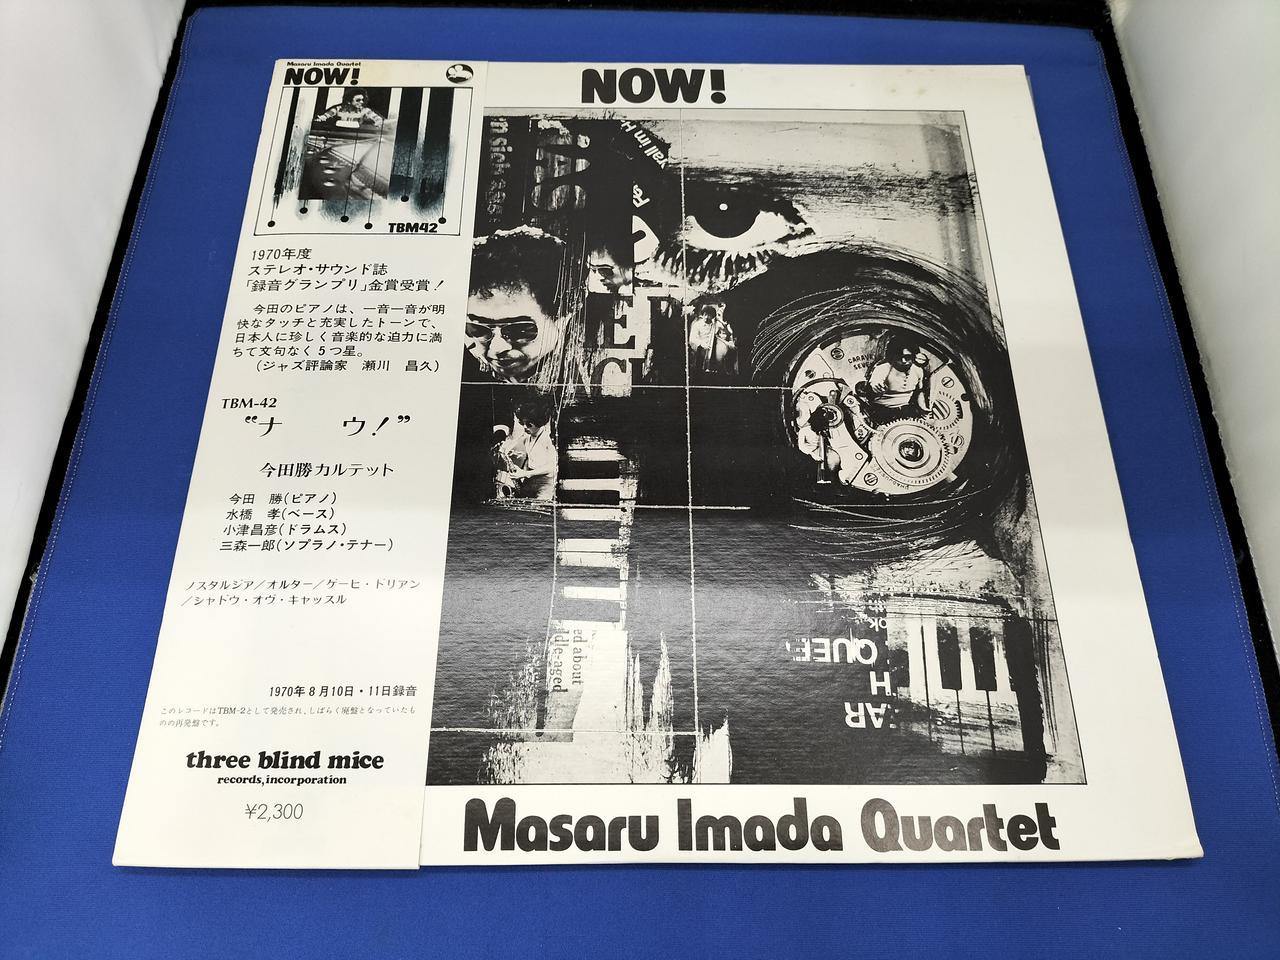 Masaru Imada Quartet
NOW!
TBM42
1970年度
ステレオ・サウンド誌
「録音グランプリ」金賞受賞!
今田のピアノは、一音一音が明
快なタッチと充実したトーンで、
日本人に珍しく音楽的な迫力に満
ちて文句なく5つ星。
(ジャズ評論家 瀬川 昌久)
TBM-42
“ナ ウ!”
今田勝カルテット
今田 勝(ピアノ)
水橋 孝(ベース)
小津昌彦(ドラムス)
三森一郎(ソプラノ・テナー)
ノスタルジア/オルター/ゲーヒ・ドリアン
/シャドウ・オヴ・キャッスル
1970年8月10日・11日録音
このレコードはTBM-2として発売され、しばらく廃盤となっていたも
のの再発盤です。
three blind mice
records, incorporation
¥2,300
NOW!
ed about
dle-aged
QUEE
H
EAR
Masaru Imada Quartet